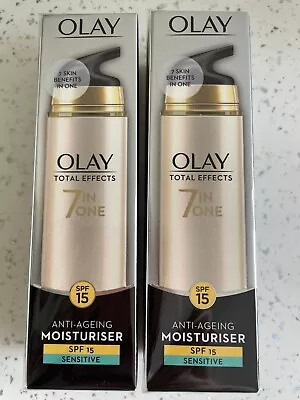 OLAY
7 SKIN
BENEFITS
IN ONE
OLAY
TOTAL EFFECTS
7 IN
ONE
SPF
15
ANTI-AGEING
MOISTURISER
SPF 15
SENSITIVE
OLAY
7 SKIN
BENEFITS
IN ONE
OLAY
TOTAL EFFECTS
7 IN
ONE
SPF
15
ANTI-AGEING
MOISTURISER
SPF 15
SENSITIVE